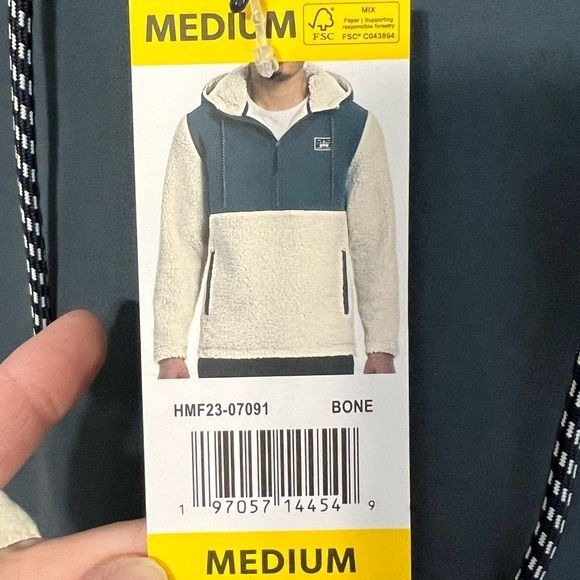 MEDIUM
FSC
MIX
Paper | Supporting
responsible forestry
FSC® C043894
HMF23-07091 BONE
1 97057 14454 9
MEDIUM